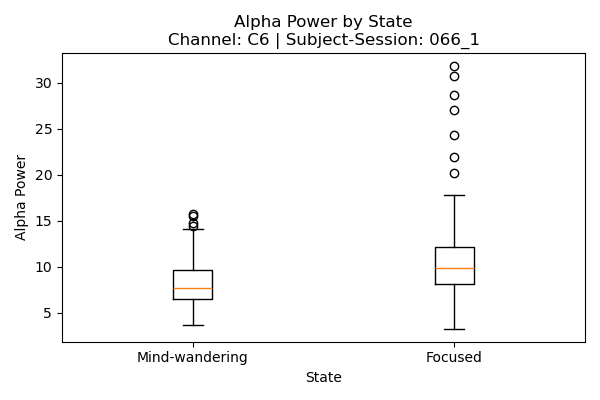 Alpha Power by State
Channel: C6 | Subject-Session: 066_1
Alpha Power
30
25
20
15
10
5
Mind-wandering
Focused
State